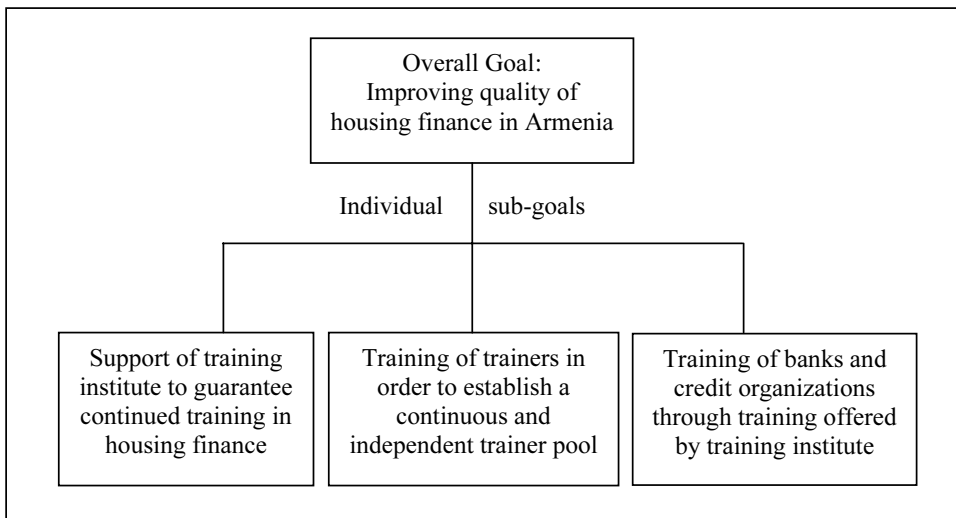 Overall Goal:
Improving quality of
housing finance in Armenia
Individual sub-goals
Support of training
institute to guarantee
continued training in
housing finance
Training of trainers in
order to establish a
continuous and
independent trainer pool
Training of banks and
credit organizations
through training offered
by training institute